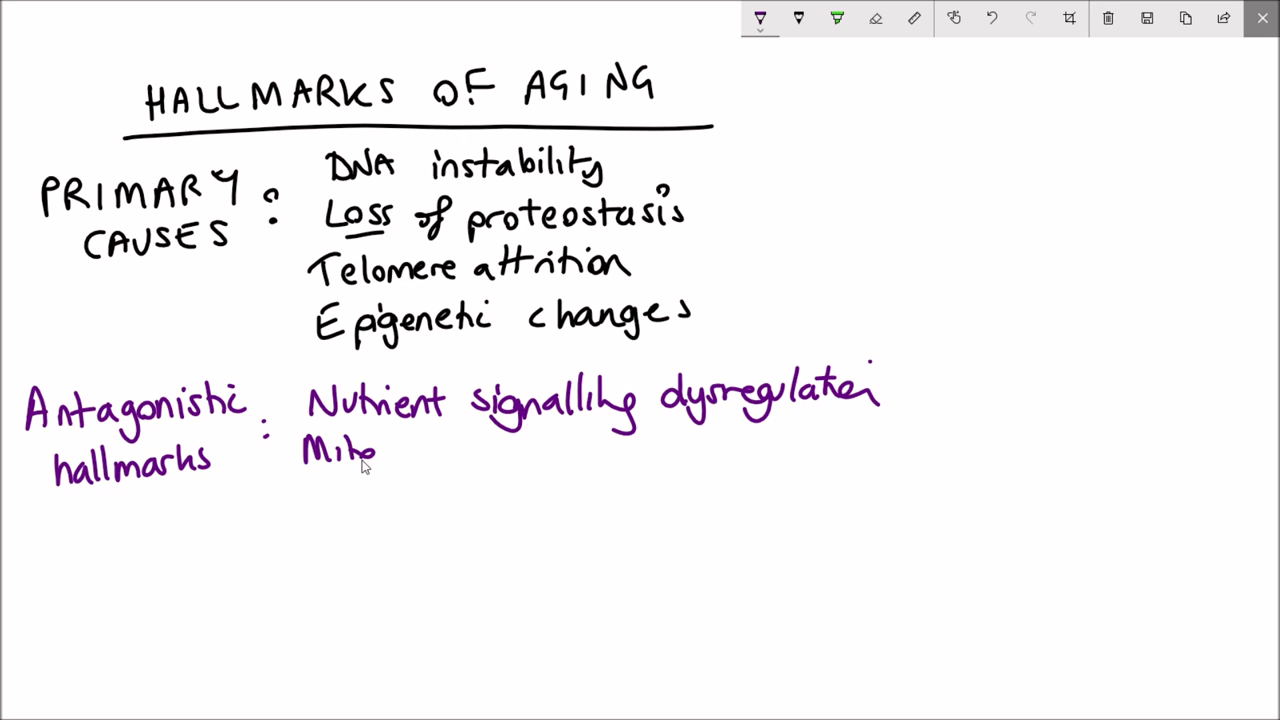 HALLMARKS OF AGING
PRIMARY CAUSES:
DNA instability
Loss of proteostasis
Telomere attrition
Epigenetic changes
Antagonistic hallmarks:
Nutrient signalling dysregulation
Mito